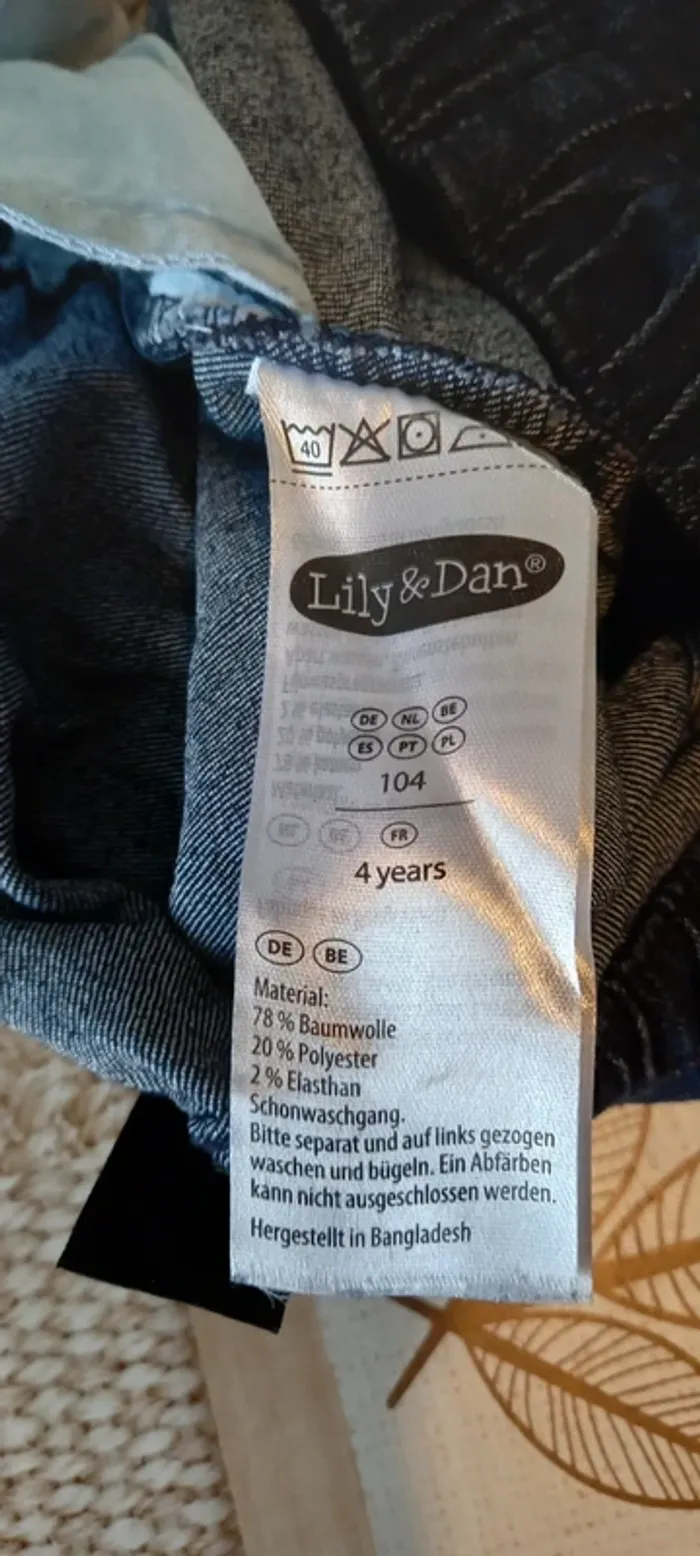 40
Lily & Dan®
DE NL BE
ES PT PL
104
FR
4 years
DE BE
Material:
78 % Baumwolle
20 % Polyester
2 % Elasthan
Schonwaschgang.
Bitte separat und auf links gezogen
waschen und bügeln. Ein Abfärben
kann nicht ausgeschlossen werden.
Hergestellt in Bangladesh